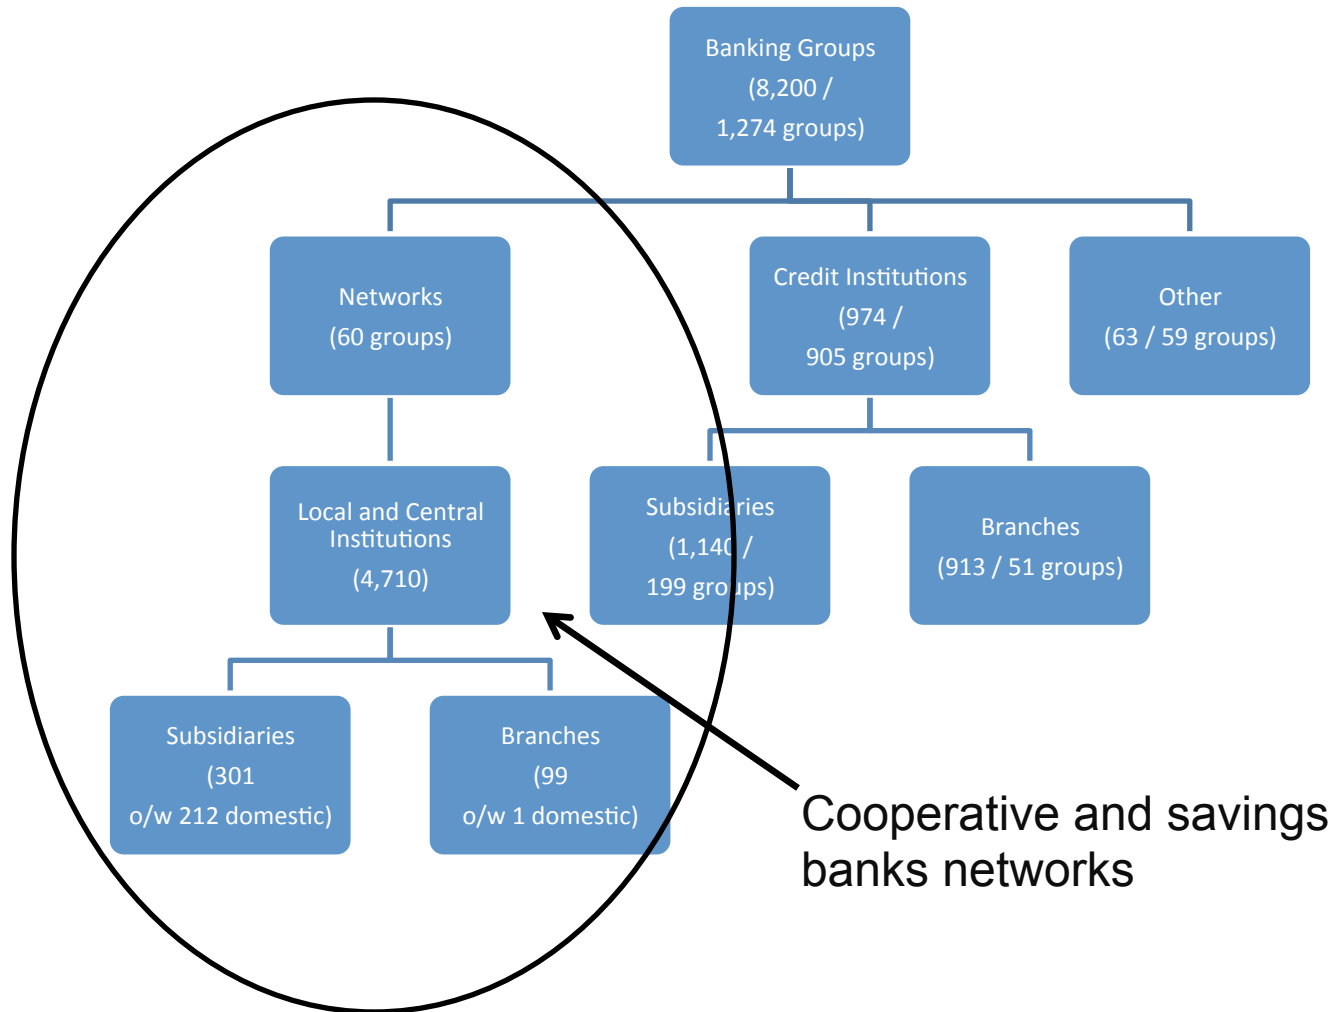 Banking Groups
(8,200 /
1,274 groups)
Networks
(60 groups)
Credit Institutions
(974 /
905 groups)
Other
(63 / 59 groups)
Local and Central
Institutions
(4,710)
Subsidiaries
(1,140 /
199 groups)
Branches
(913 / 51 groups)
Subsidiaries
(301
o/w 212 domestic)
Branches
(99
o/w 1 domestic)
Cooperative and savings
banks networks